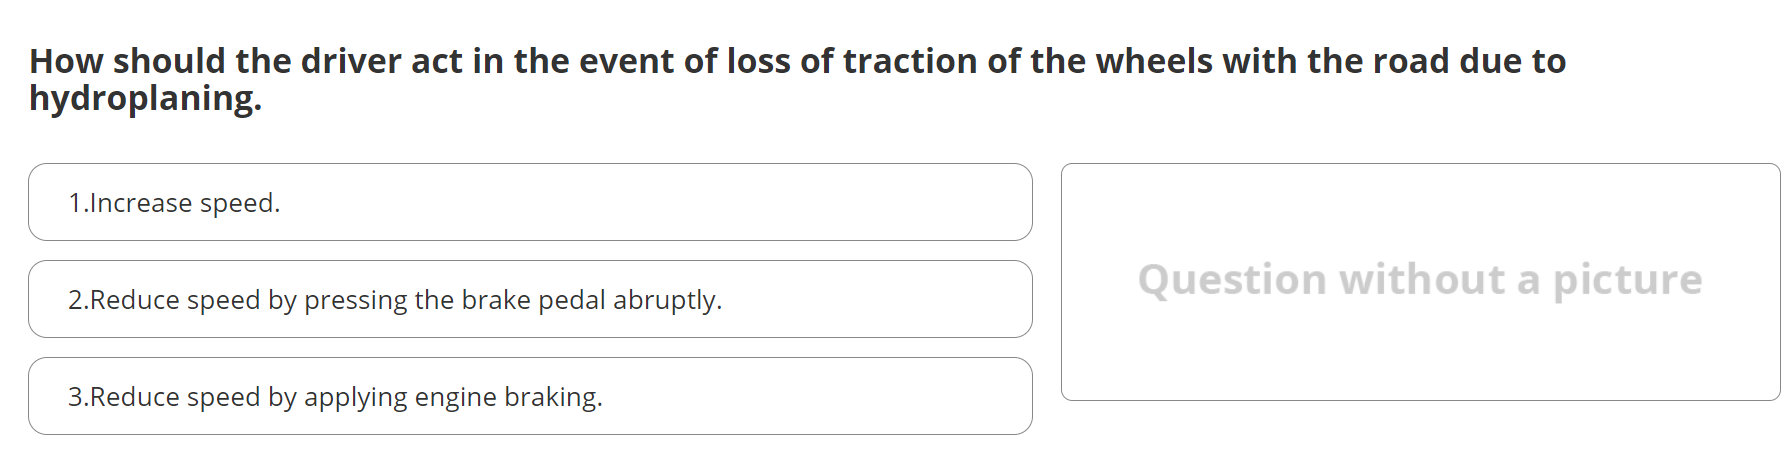 How should the driver act in the event of loss of traction of the wheels with the road due to
hydroplaning.
1.Increase speed.
2.Reduce speed by pressing the brake pedal abruptly.
3.Reduce speed by applying engine braking.
Question without a picture